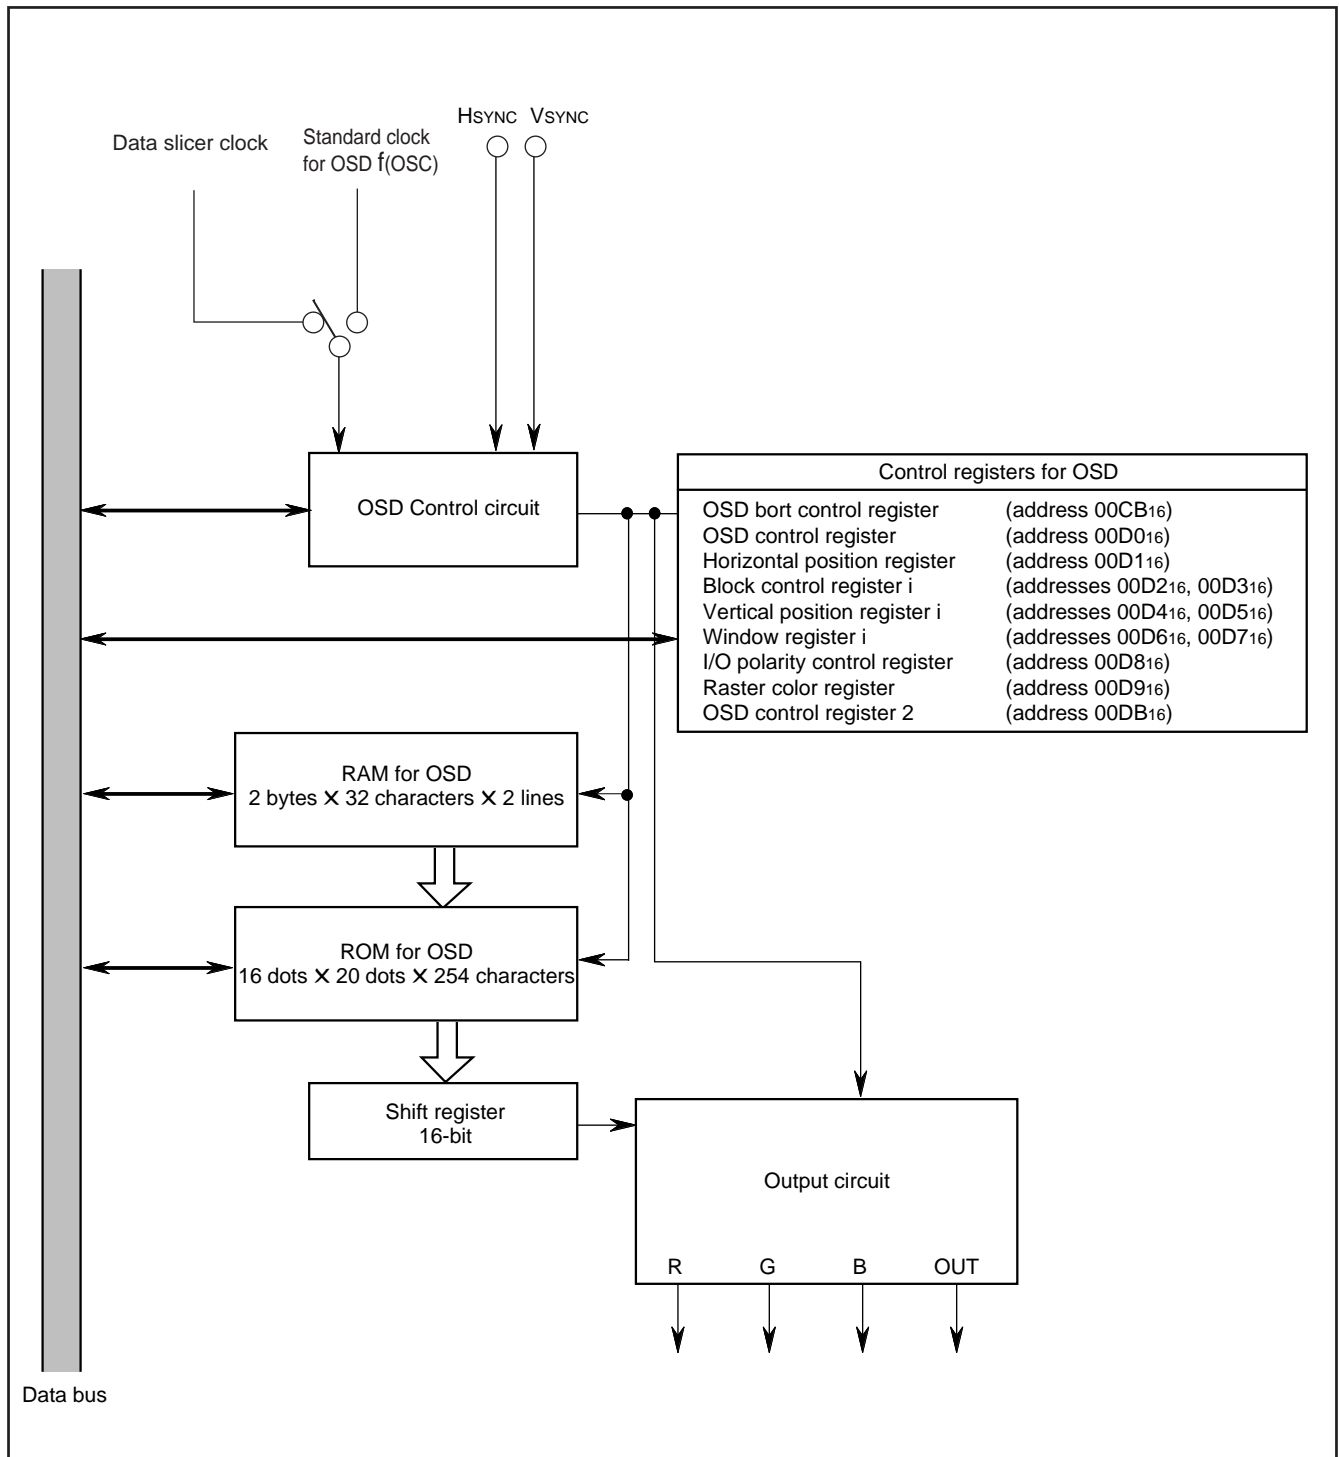 HSYNC VSYNC
Data slicer clock
Standard clock
for OSD f(OSC)
OSD Control circuit
Control registers for OSD
OSD bort control register (address 00CB16)
OSD control register (address 00D016)
Horizontal position register (address 00D116)
Block control register i (addresses 00D216, 00D316)
Vertical position register i (addresses 00D416, 00D516)
Window register i (addresses 00D616, 00D716)
I/O polarity control register (address 00D816)
Raster color register (address 00D916)
OSD control register 2 (address 00DB16)
RAM for OSD
2 bytes × 32 characters × 2 lines
ROM for OSD
16 dots × 20 dots × 254 characters
Shift register
16-bit
Output circuit
R G B OUT
Data bus